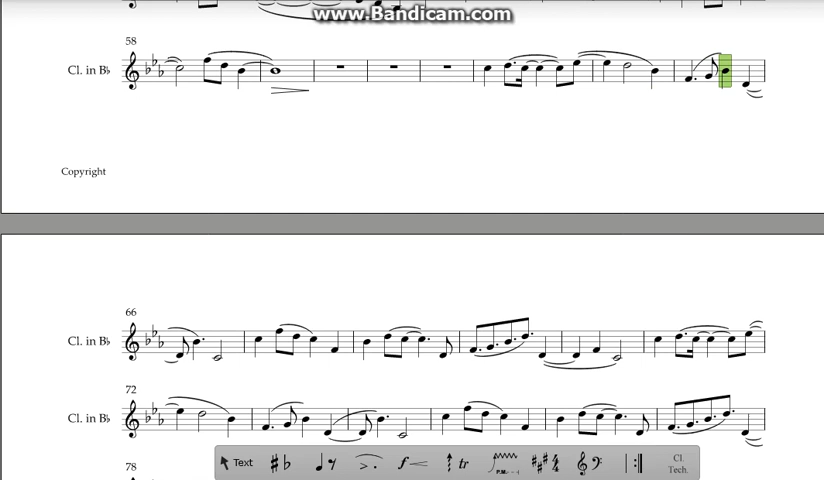 www.Bandicam.com
58
Cl. in B♭
Copyright
66
Cl. in B♭
72
Cl. in B♭
78
Text
f
tr
P.M.
Cl.
Tech.